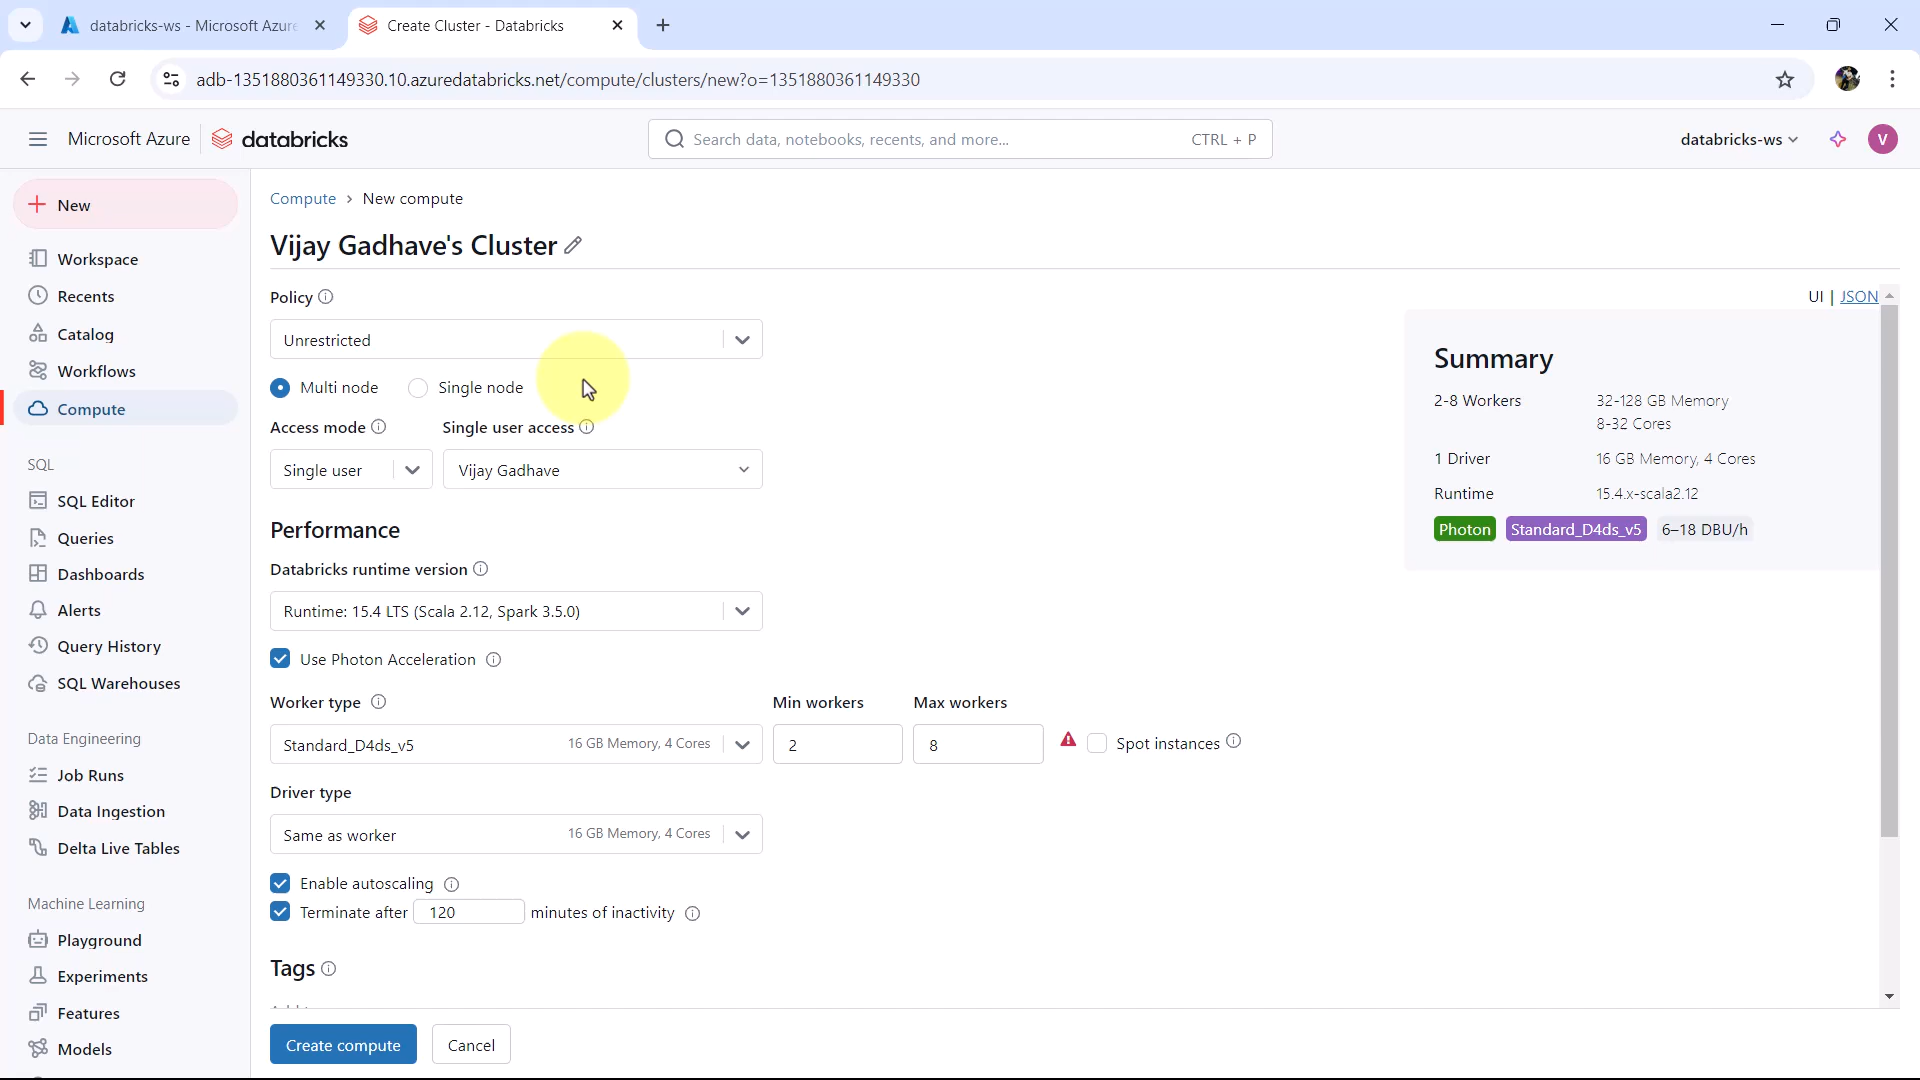 databricks-ws - Microsoft Azure
Create Cluster - Databricks
adb-1351880361149330.10.azuredatabricks.net/compute/clusters/new?o=1351880361149330
Microsoft Azure
databricks
Search data, notebooks, recents, and more...
CTRL + P
databricks-ws
V
New
Workspace
Recents
Catalog
Workflows
Compute
SQL
SQL Editor
Queries
Dashboards
Alerts
Query History
SQL Warehouses
Data Engineering
Job Runs
Data Ingestion
Delta Live Tables
Machine Learning
Playground
Experiments
Features
Models
Compute › New compute
Vijay Gadhave's Cluster
Policy
Unrestricted
Multi node Single node
Access mode Single user access
Single user Vijay Gadhave
Performance
Databricks runtime version
Runtime: 15.4 LTS (Scala 2.12, Spark 3.5.0)
Use Photon Acceleration
Worker type Min workers Max workers
Standard_D4ds_v5 16 GB Memory, 4 Cores 2 8 Spot instances
Driver type
Same as worker 16 GB Memory, 4 Cores
Enable autoscaling
Terminate after 120 minutes of inactivity
Tags
Create compute Cancel
UI | JSON
Summary
2-8 Workers 32-128 GB Memory
8-32 Cores
1 Driver 16 GB Memory, 4 Cores
Runtime 15.4.x-scala2.12
Photon Standard_D4ds_v5 6–18 DBU/h